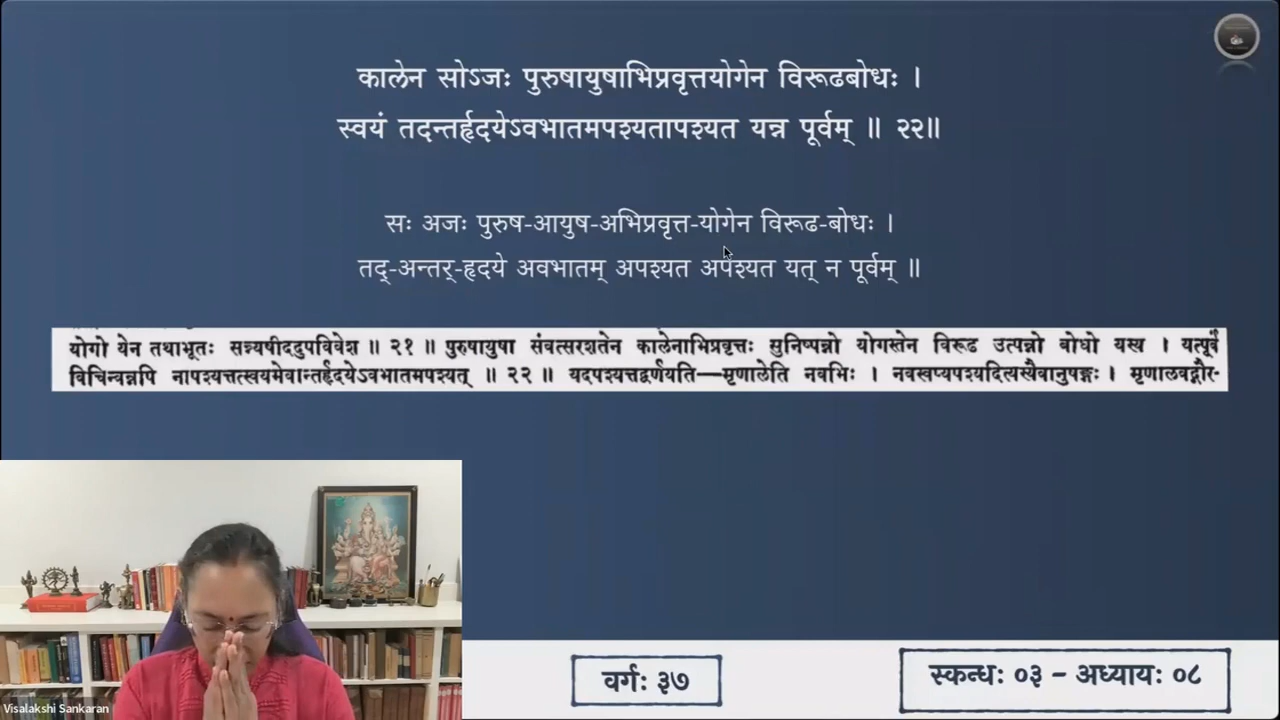 कालेन सोऽजः पुरुषायुषाभिप्रवृत्तयोगेन विरूढबोधः ।
स्वयं तदन्तर्हृदयेऽवभातमपश्यतापश्यत यन्न पूर्वम् ॥ २२॥
सः अजः पुरुष-आयुष-अभिप्रवृत्त-योगेन विरूढ-बोधः ।
तद्-अन्तर्-हृदये अवभातम् अपश्यत अपश्यत यत् न पूर्वम् ॥
योगो येन तथाभूतः सन्न्यषीददुपविवेश ॥ २१ ॥ पुरुषायुषा संवत्सरशतेन कालेनाभिप्रवृत्तः सुनिष्पन्नो योगस्तेन विरूढ उत्पन्नो बोधो यस्य । यत्पूर्वं
विचिन्वन्नपि नापश्यत्तत्स्वयमेवान्तर्हृदयेऽवभातमपश्यत् ॥ २२ ॥ यदपश्यत्तद्वर्णयति—मृणालेति नवभिः । नवस्वप्यपश्यदित्यस्यैवानुषङ्गः । मृणालवद्गौर-
वर्गः ३७
स्कन्धः ०३ – अध्यायः ०८
Visalakshi Sankaran